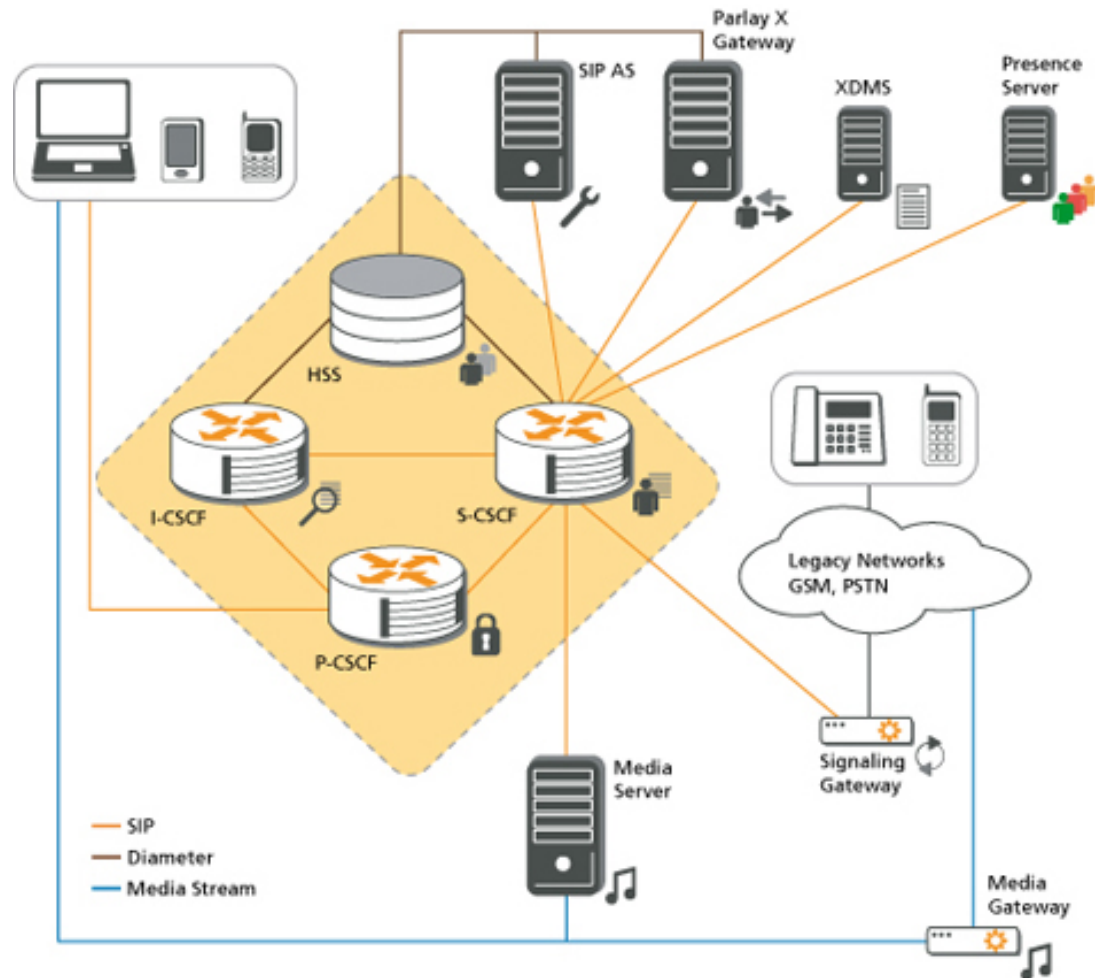 Parlay X
Gateway
SIP AS
XDMS
Presence
Server
HSS
I-CSCF
S-CSCF
P-CSCF
Legacy Networks
GSM, PSTN
Signaling
Gateway
Media
Server
SIP
Diameter
Media Stream
Media
Gateway